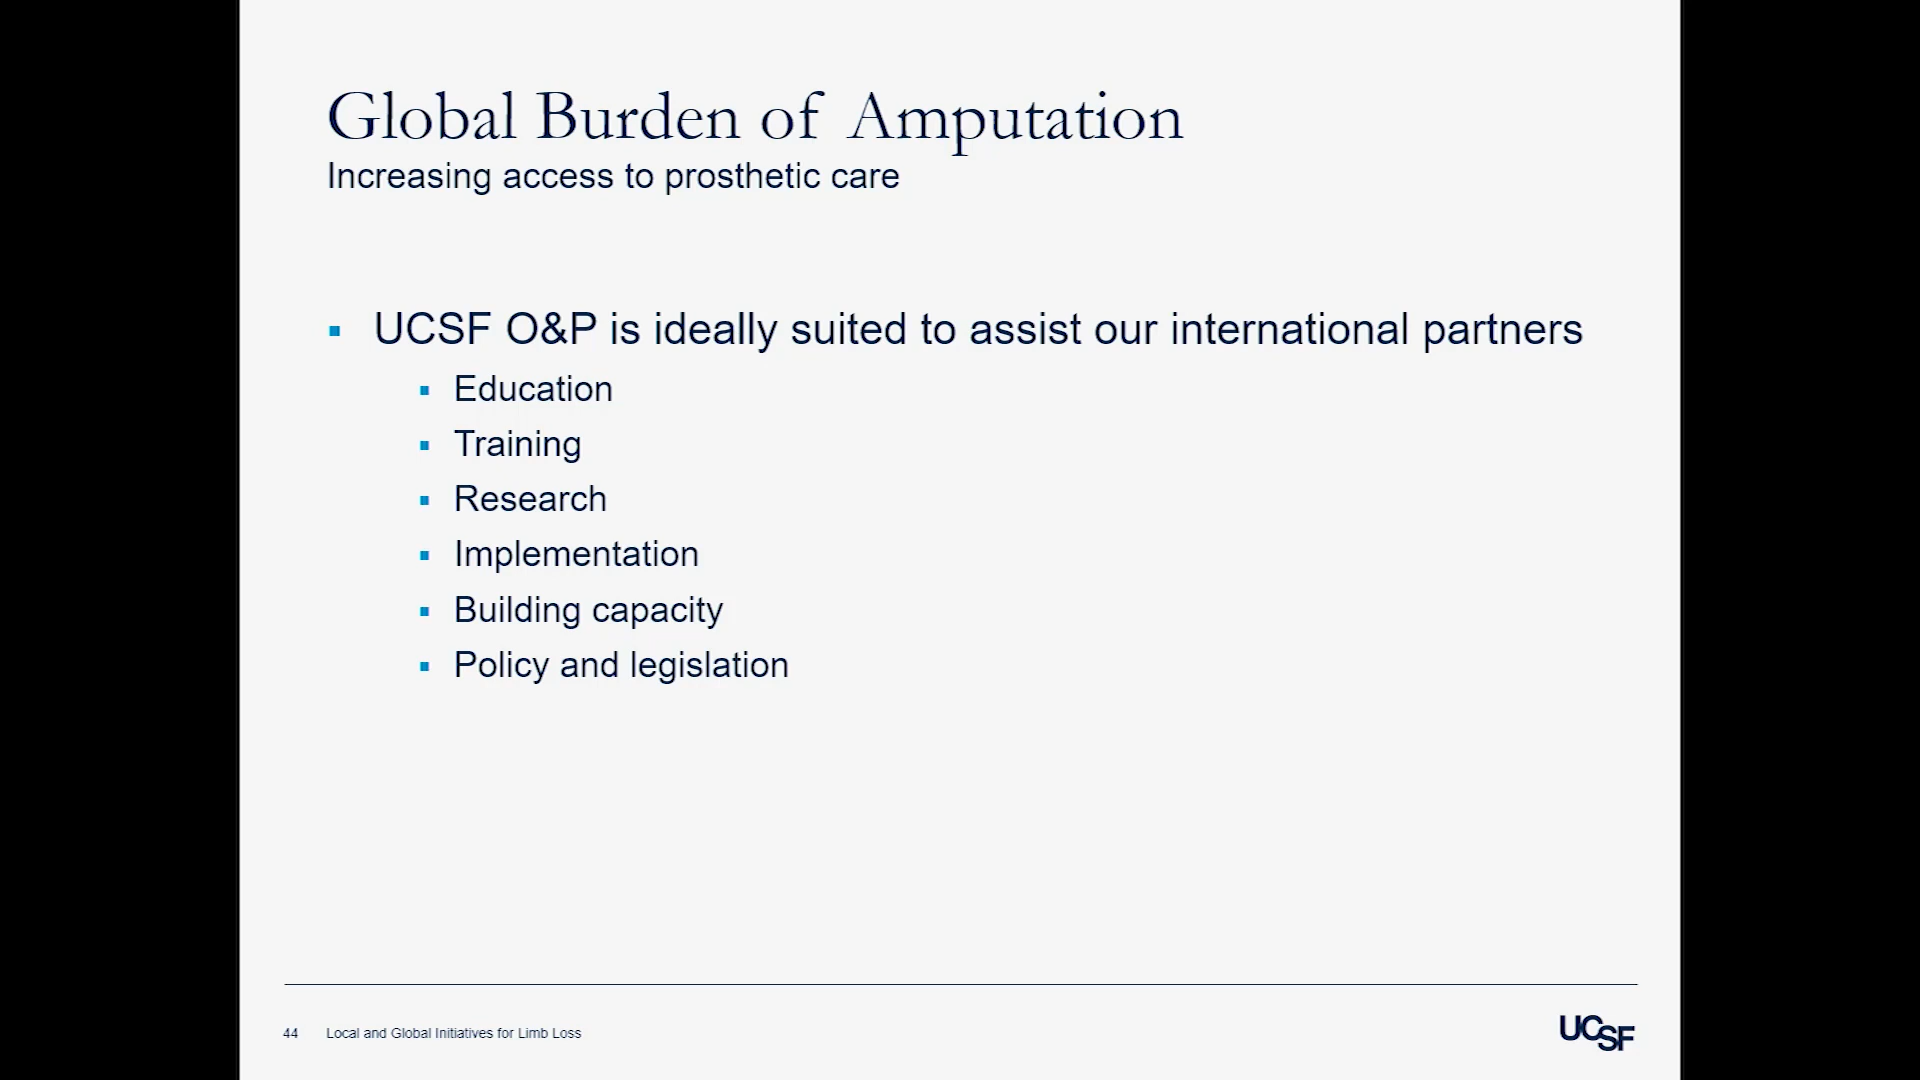 Global Burden of Amputation
Increasing access to prosthetic care
▪ UCSF O&P is ideally suited to assist our international partners
▪ Education
▪ Training
▪ Research
▪ Implementation
▪ Building capacity
▪ Policy and legislation
44 Local and Global Initiatives for Limb Loss
UCSF